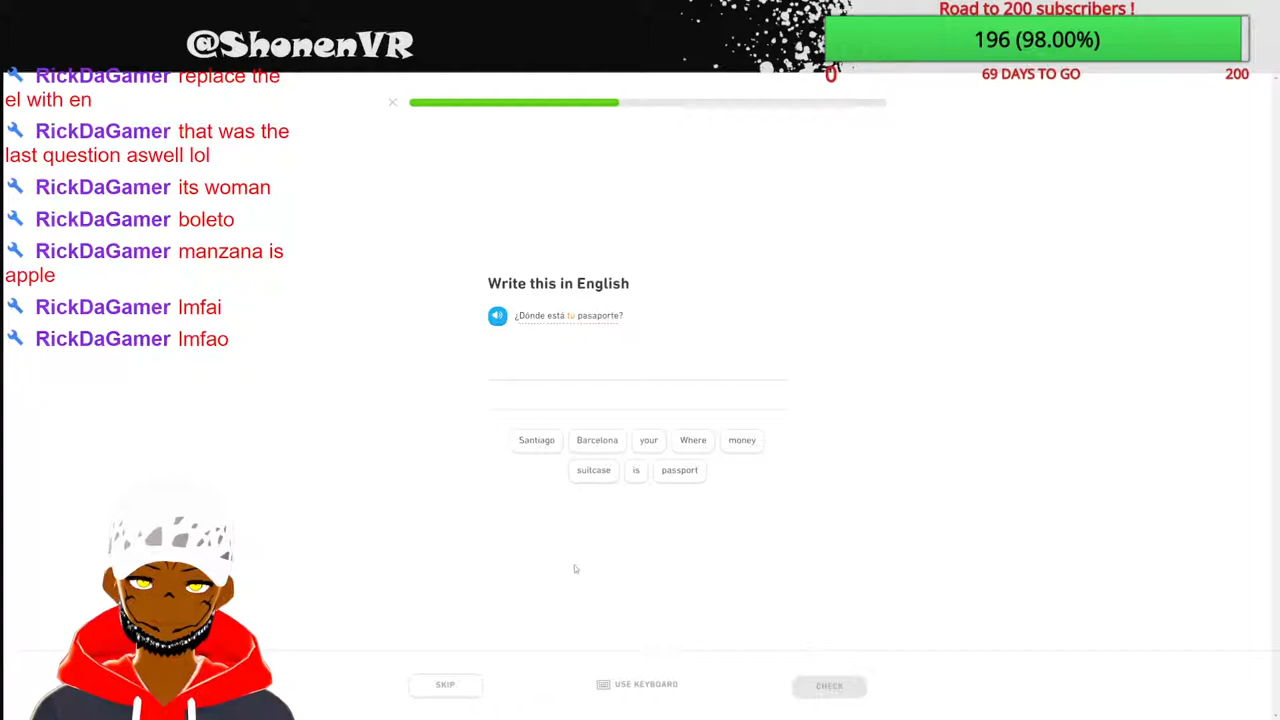 @ShonenVR
Road to 200 subscribers !
196 (98.00%)
0
69 DAYS TO GO
200
RickDaGamer replace the
el with en
RickDaGamer that was the
last question aswell lol
RickDaGamer its woman
RickDaGamer boleto
RickDaGamer manzana is
apple
RickDaGamer lmfai
RickDaGamer lmfao
Write this in English
¿Dónde está tu pasaporte?
Santiago Barcelona your Where money
suitcase is passport
SKIP
USE KEYBOARD
CHECK